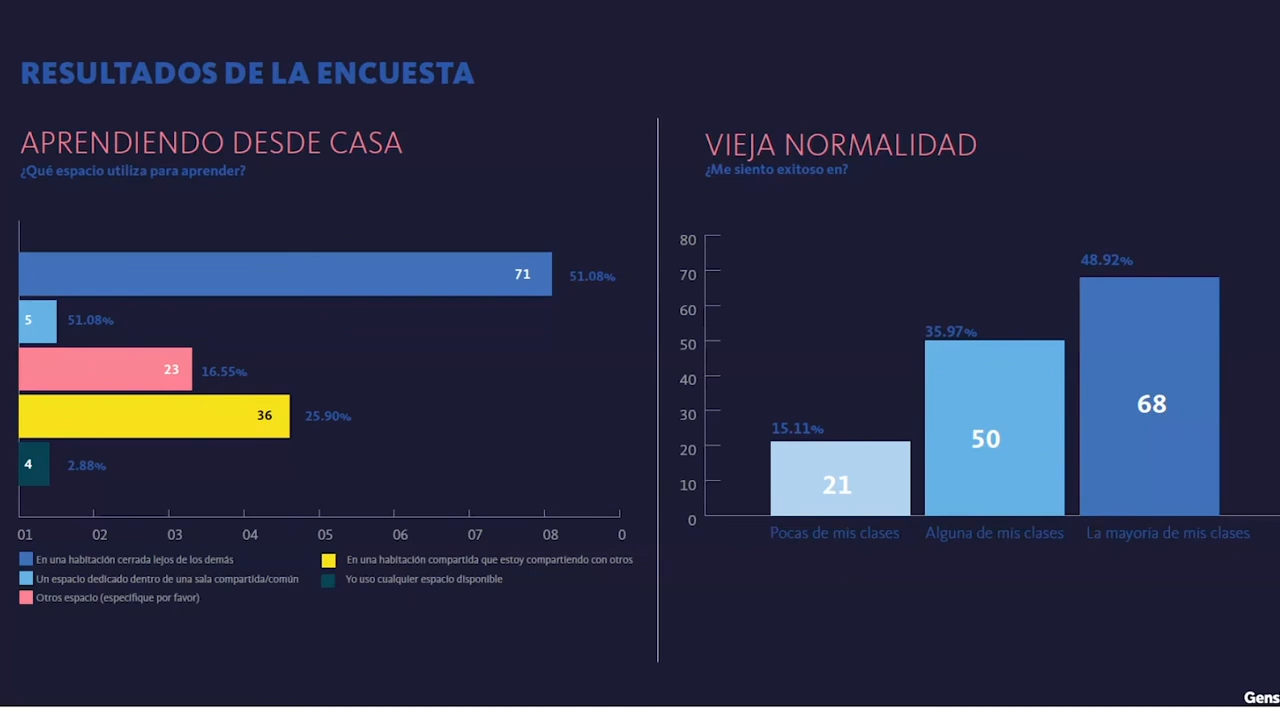 RESULTADOS DE LA ENCUESTA
APRENDIENDO DESDE CASA
¿Qué espacio utiliza para aprender?
71 51.08%
5 51.08%
23 16.55%
36 25.90%
4 2.88%
01 02 03 04 05 06 07 08 0
En una habitación cerrada lejos de los demás
Un espacio dedicado dentro de una sala compartida/común
Otros espacio (especifique por favor)
En una habitación compartida que estoy compartiendo con otros
Yo uso cualquier espacio disponible
VIEJA NORMALIDAD
¿Me siento exitoso en?
80
70
60
50
40
30
20
10
0
15.11%
21
35.97%
50
48.92%
68
Pocas de mis clases Alguna de mis clases La mayoria de mis clases
Gens